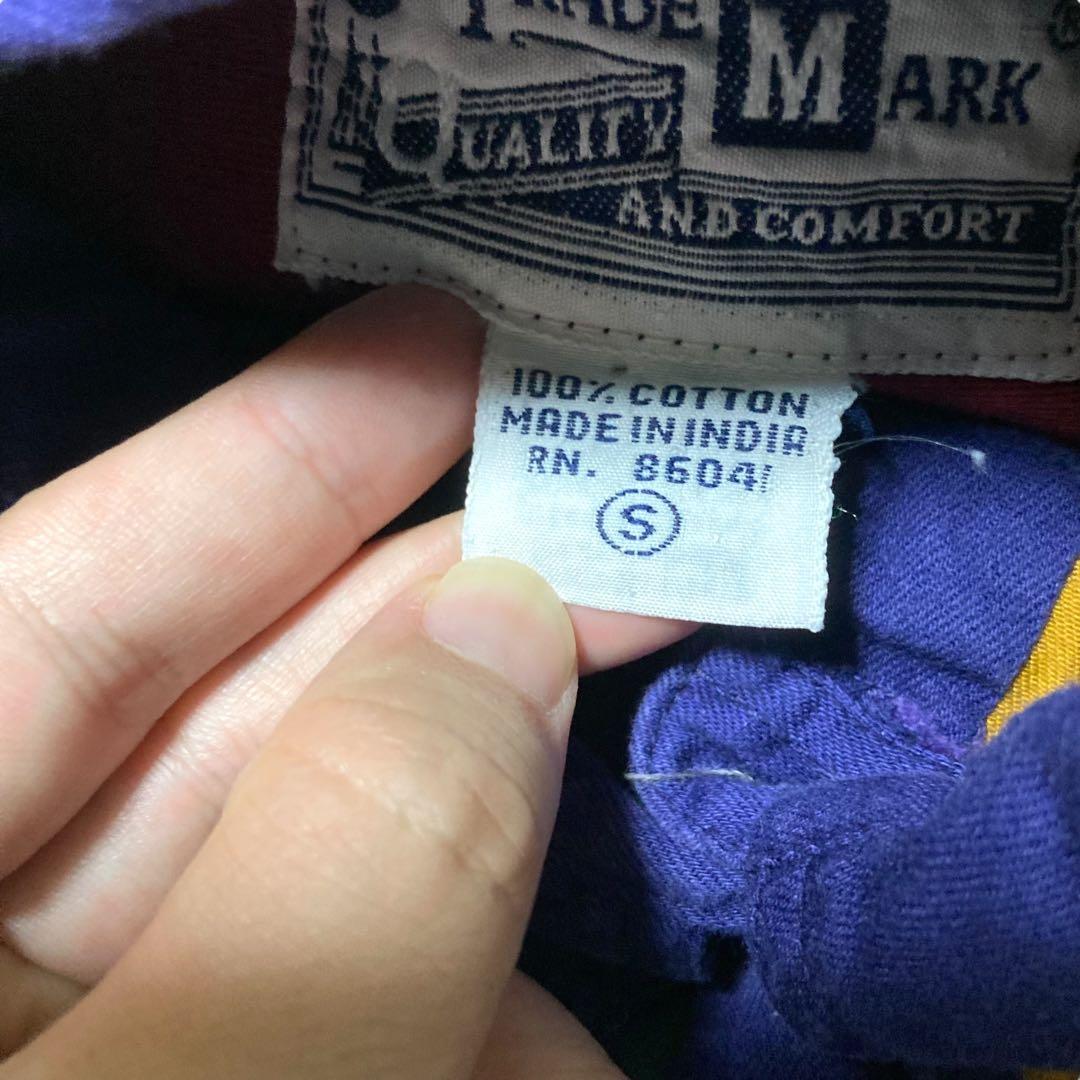 TRADE M MARK
QUALITY
AND COMFORT
100% COTTON
MADE IN INDIA
RN. 86041
S